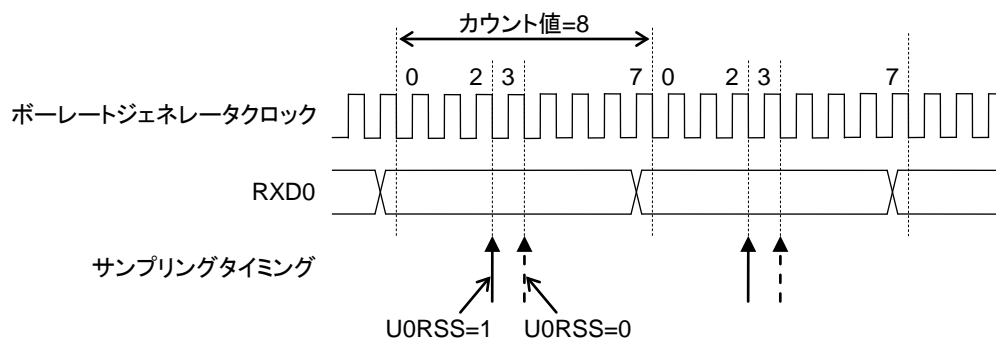 カウント値=8
0 2 3 7 0 2 3 7
ボーレートジェネレータクロック
RXD0
サンプリングタイミング
U0RSS=1 U0RSS=0